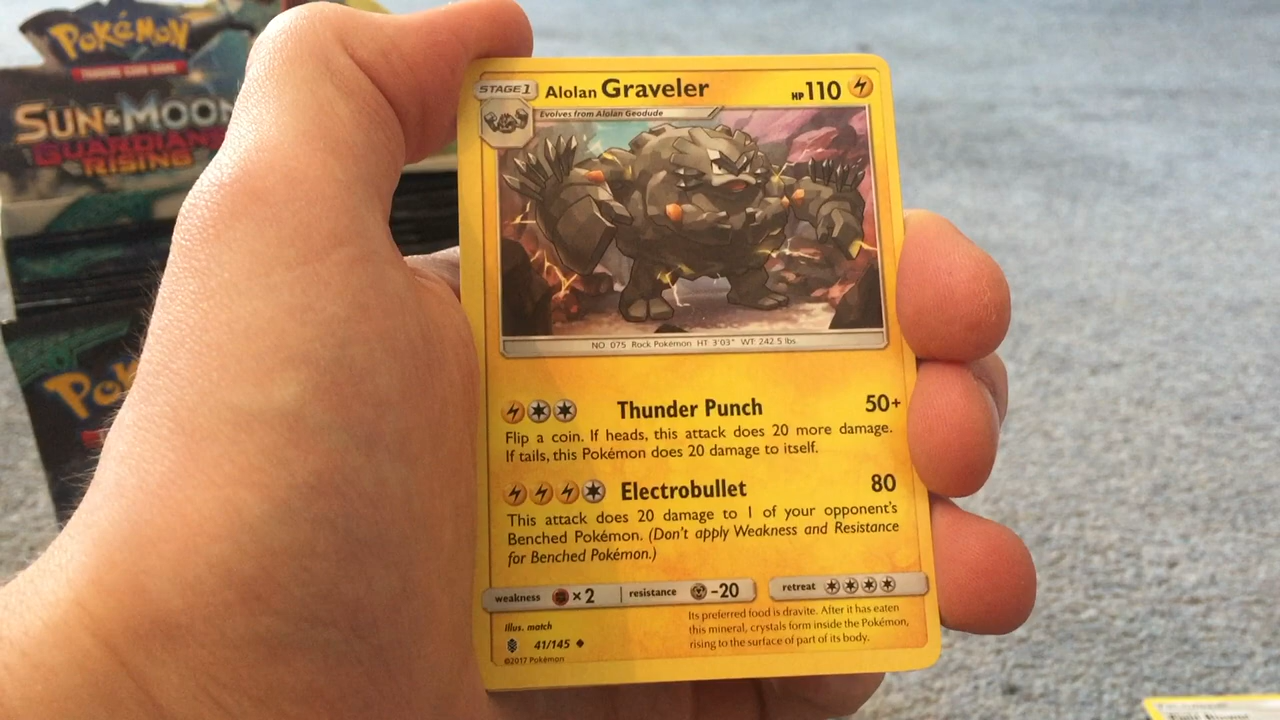 POKéMON
TRADING CARD GAME
SUN & MOON
GUARDIANS
RISING
STAGE 1
Alolan Graveler
HP 110
Evolves from Alolan Geodude
NO. 075 Rock Pokémon HT: 3'03" WT: 242.5 lbs.
Thunder Punch 50+
Flip a coin. If heads, this attack does 20 more damage.
If tails, this Pokémon does 20 damage to itself.
Electrobullet 80
This attack does 20 damage to 1 of your opponent's
Benched Pokémon. (Don't apply Weakness and Resistance
for Benched Pokémon.)
weakness ×2 resistance -20 retreat
Its preferred food is dravite. After it has eaten
this mineral, crystals form inside the Pokémon,
rising to the surface of part of its body.
Illus. match
41/145
©2017 Pokémon